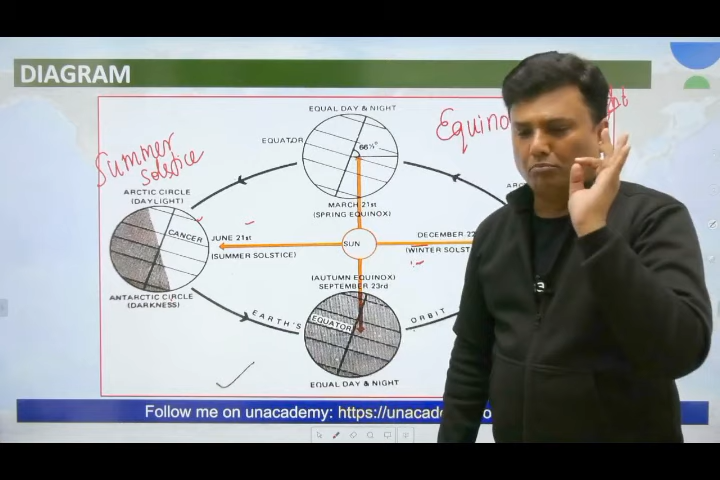 DIAGRAM
EQUAL DAY & NIGHT
Summer
solstice
EQUATOR
66½°
ARCTIC CIRCLE
(DAYLIGHT)
MARCH 21st
(SPRING EQUINOX)
CANCER
JUNE 21st
(SUMMER SOLSTICE)
SUN
DECEMBER 22
(WINTER SOLST
ANTARCTIC CIRCLE
(DARKNESS)
(AUTUMN EQUINOX)
SEPTEMBER 23rd
EARTH'S
ORBIT
EQUATOR
EQUAL DAY & NIGHT
Follow me on unacademy: https://unacade